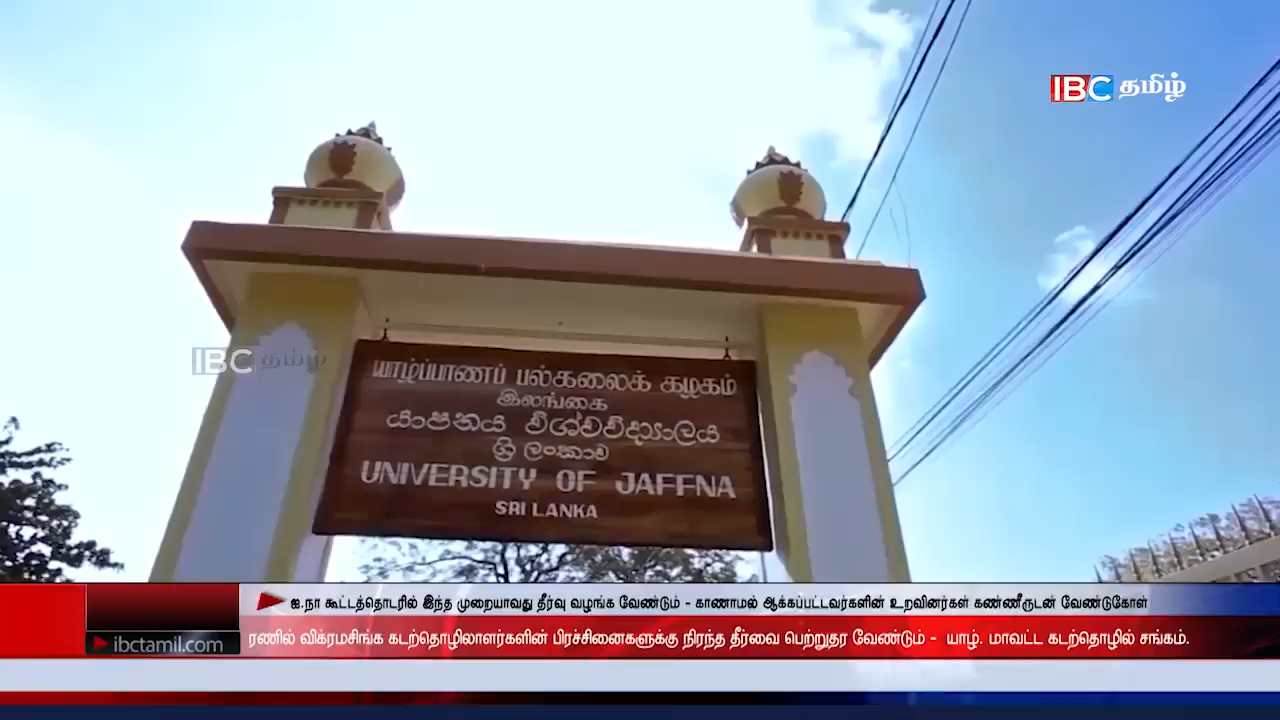 IBC தமிழ்
IBC தமிழ்
யாழ்ப்பாணப் பல்கலைக் கழகம்
இலங்கை
යාපනය විශ්වවිද්‍යාලය
ශ්‍රී ලංකාව
UNIVERSITY OF JAFFNA
SRI LANKA
ஐ.நா கூட்டத்தொடரில் இந்த முறையாவது தீர்வு வழங்க வேண்டும் - காணாமல் ஆக்கப்பட்டவர்களின் உறவினர்கள் கண்ணீருடன் வேண்டுகோள்
ibctamil.com
ரணில் விக்ரமசிங்க கடற்தொழிலாளர்களின் பிரச்சினைகளுக்கு நிரந்த தீர்வை பெற்றுதர வேண்டும் - யாழ். மாவட்ட கடற்தொழில் சங்கம்.